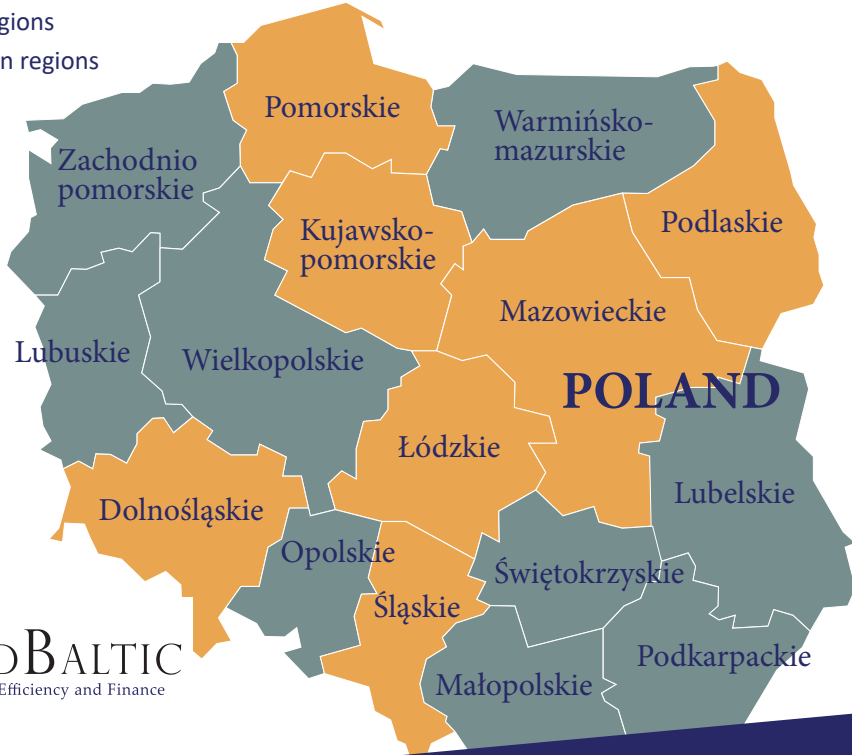 gions
n regions
Pomorskie
Warmińsko-
mazurskie
Zachodnio
pomorskie
Podlaskie
Kujawsko-
pomorskie
Mazowieckie
Lubuskie
Wielkopolskie
POLAND
Łódzkie
Lubelskie
Dolnośląskie
Opolskie
Świętokrzyskie
Śląskie
Podkarpackie
Małopolskie
DBALTIC
Efficiency and Finance